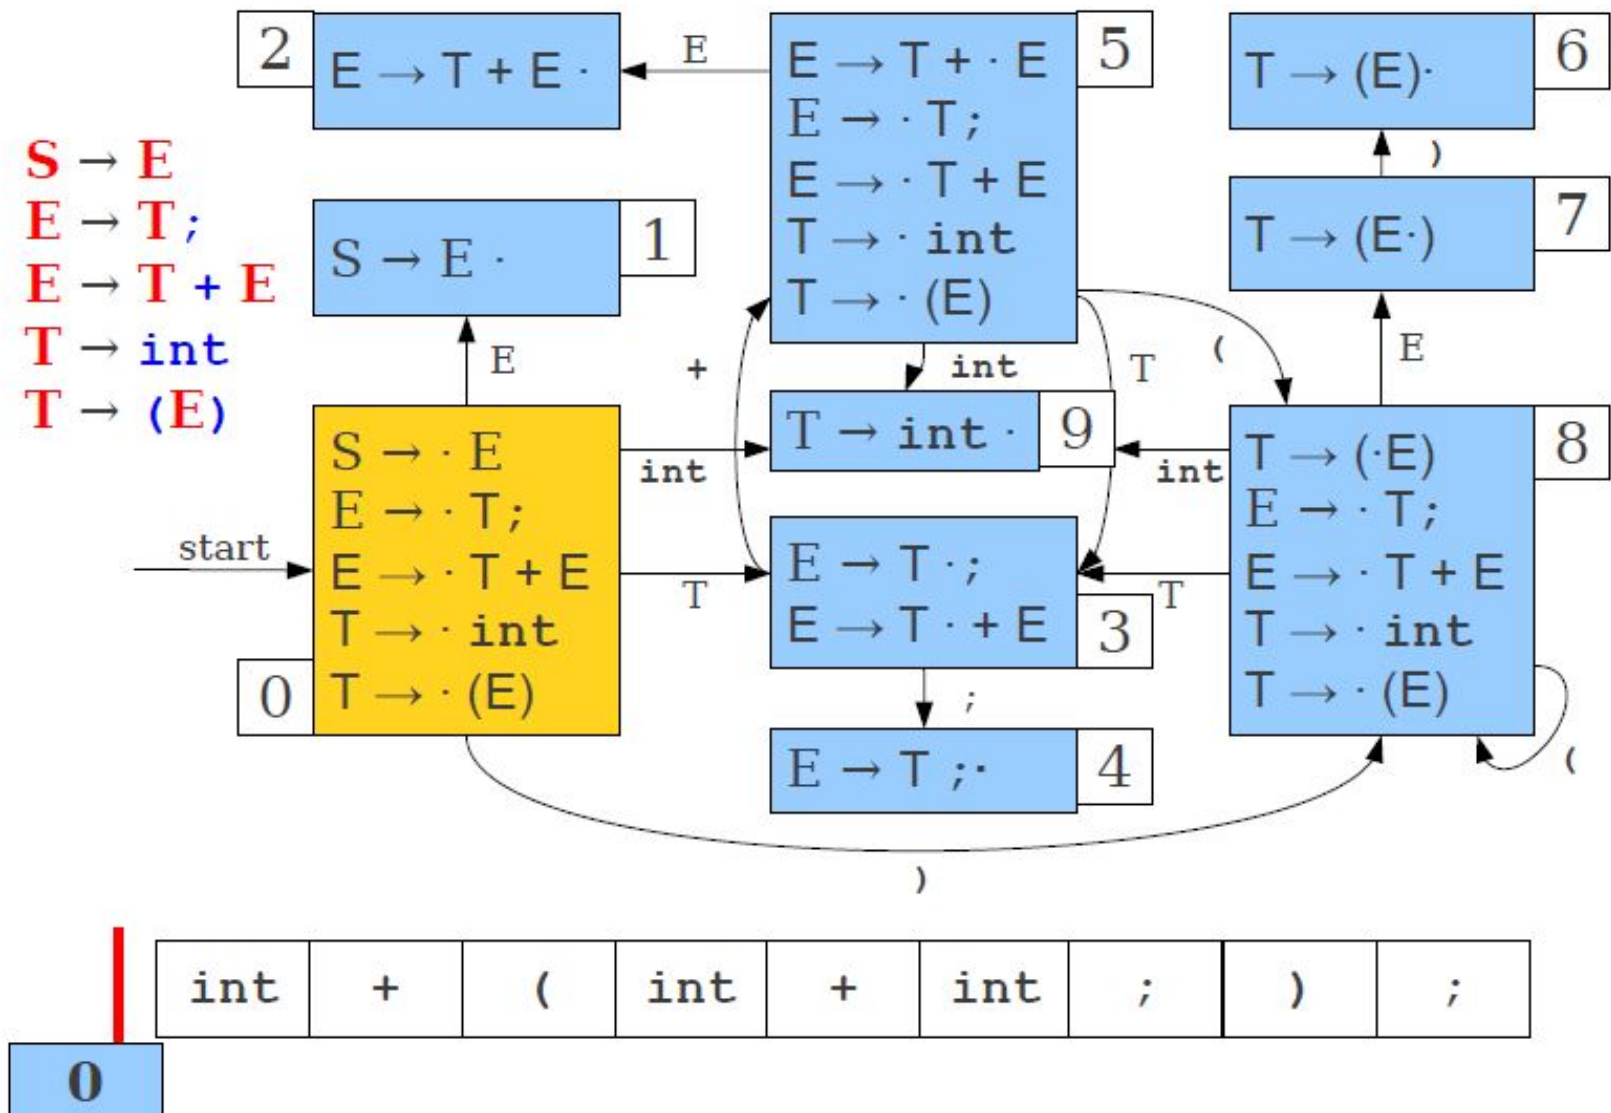 S → E
E → T;
E → T + E
T → int
T → (E)
2
E → T + E ·
E
5
E → T + · E
E → · T;
E → · T + E
T → · int
T → · (E)
6
T → (E)·
)
7
T → (E·)
1
S → E ·
E
+
int
T
(
E
T → int ·
9
int
int
start
0
S → · E
E → · T;
E → · T + E
T → · int
T → · (E)
T
3
E → T ·;
E → T · + E
T
8
T → (·E)
E → · T;
E → · T + E
T → · int
T → · (E)
;
4
E → T ;·
(
)
int + ( int + int ; ) ;
0